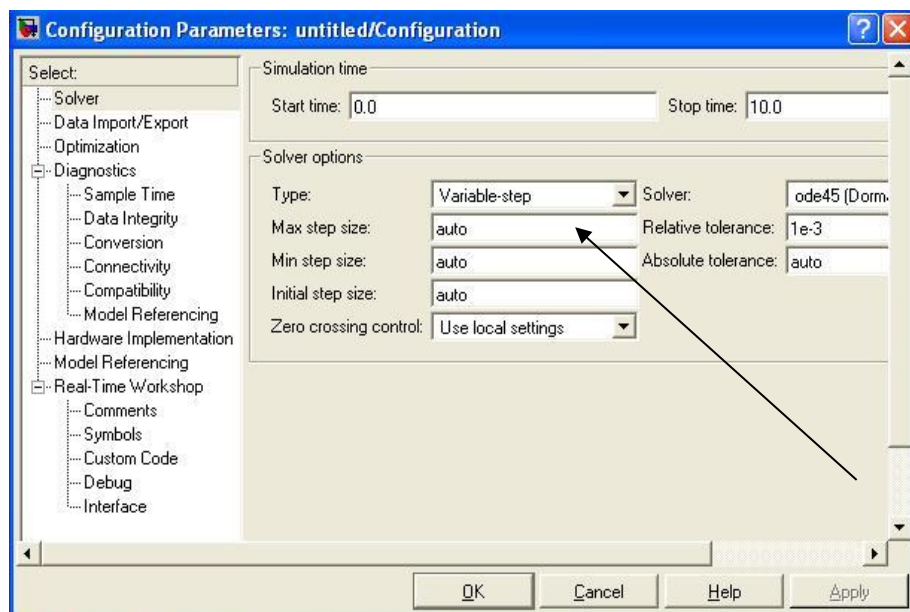 Configuration Parameters: untitled/Configuration
Select:
Solver
Data Import/Export
Optimization
Diagnostics
Sample Time
Data Integrity
Conversion
Connectivity
Compatibility
Model Referencing
Hardware Implementation
Model Referencing
Real-Time Workshop
Comments
Symbols
Custom Code
Debug
Interface
Simulation time
Start time: 0.0 Stop time: 10.0
Solver options
Type: Variable-step Solver: ode45 (Dorm
Max step size: auto Relative tolerance: 1e-3
Min step size: auto Absolute tolerance: auto
Initial step size: auto
Zero crossing control: Use local settings
OK Cancel Help Apply